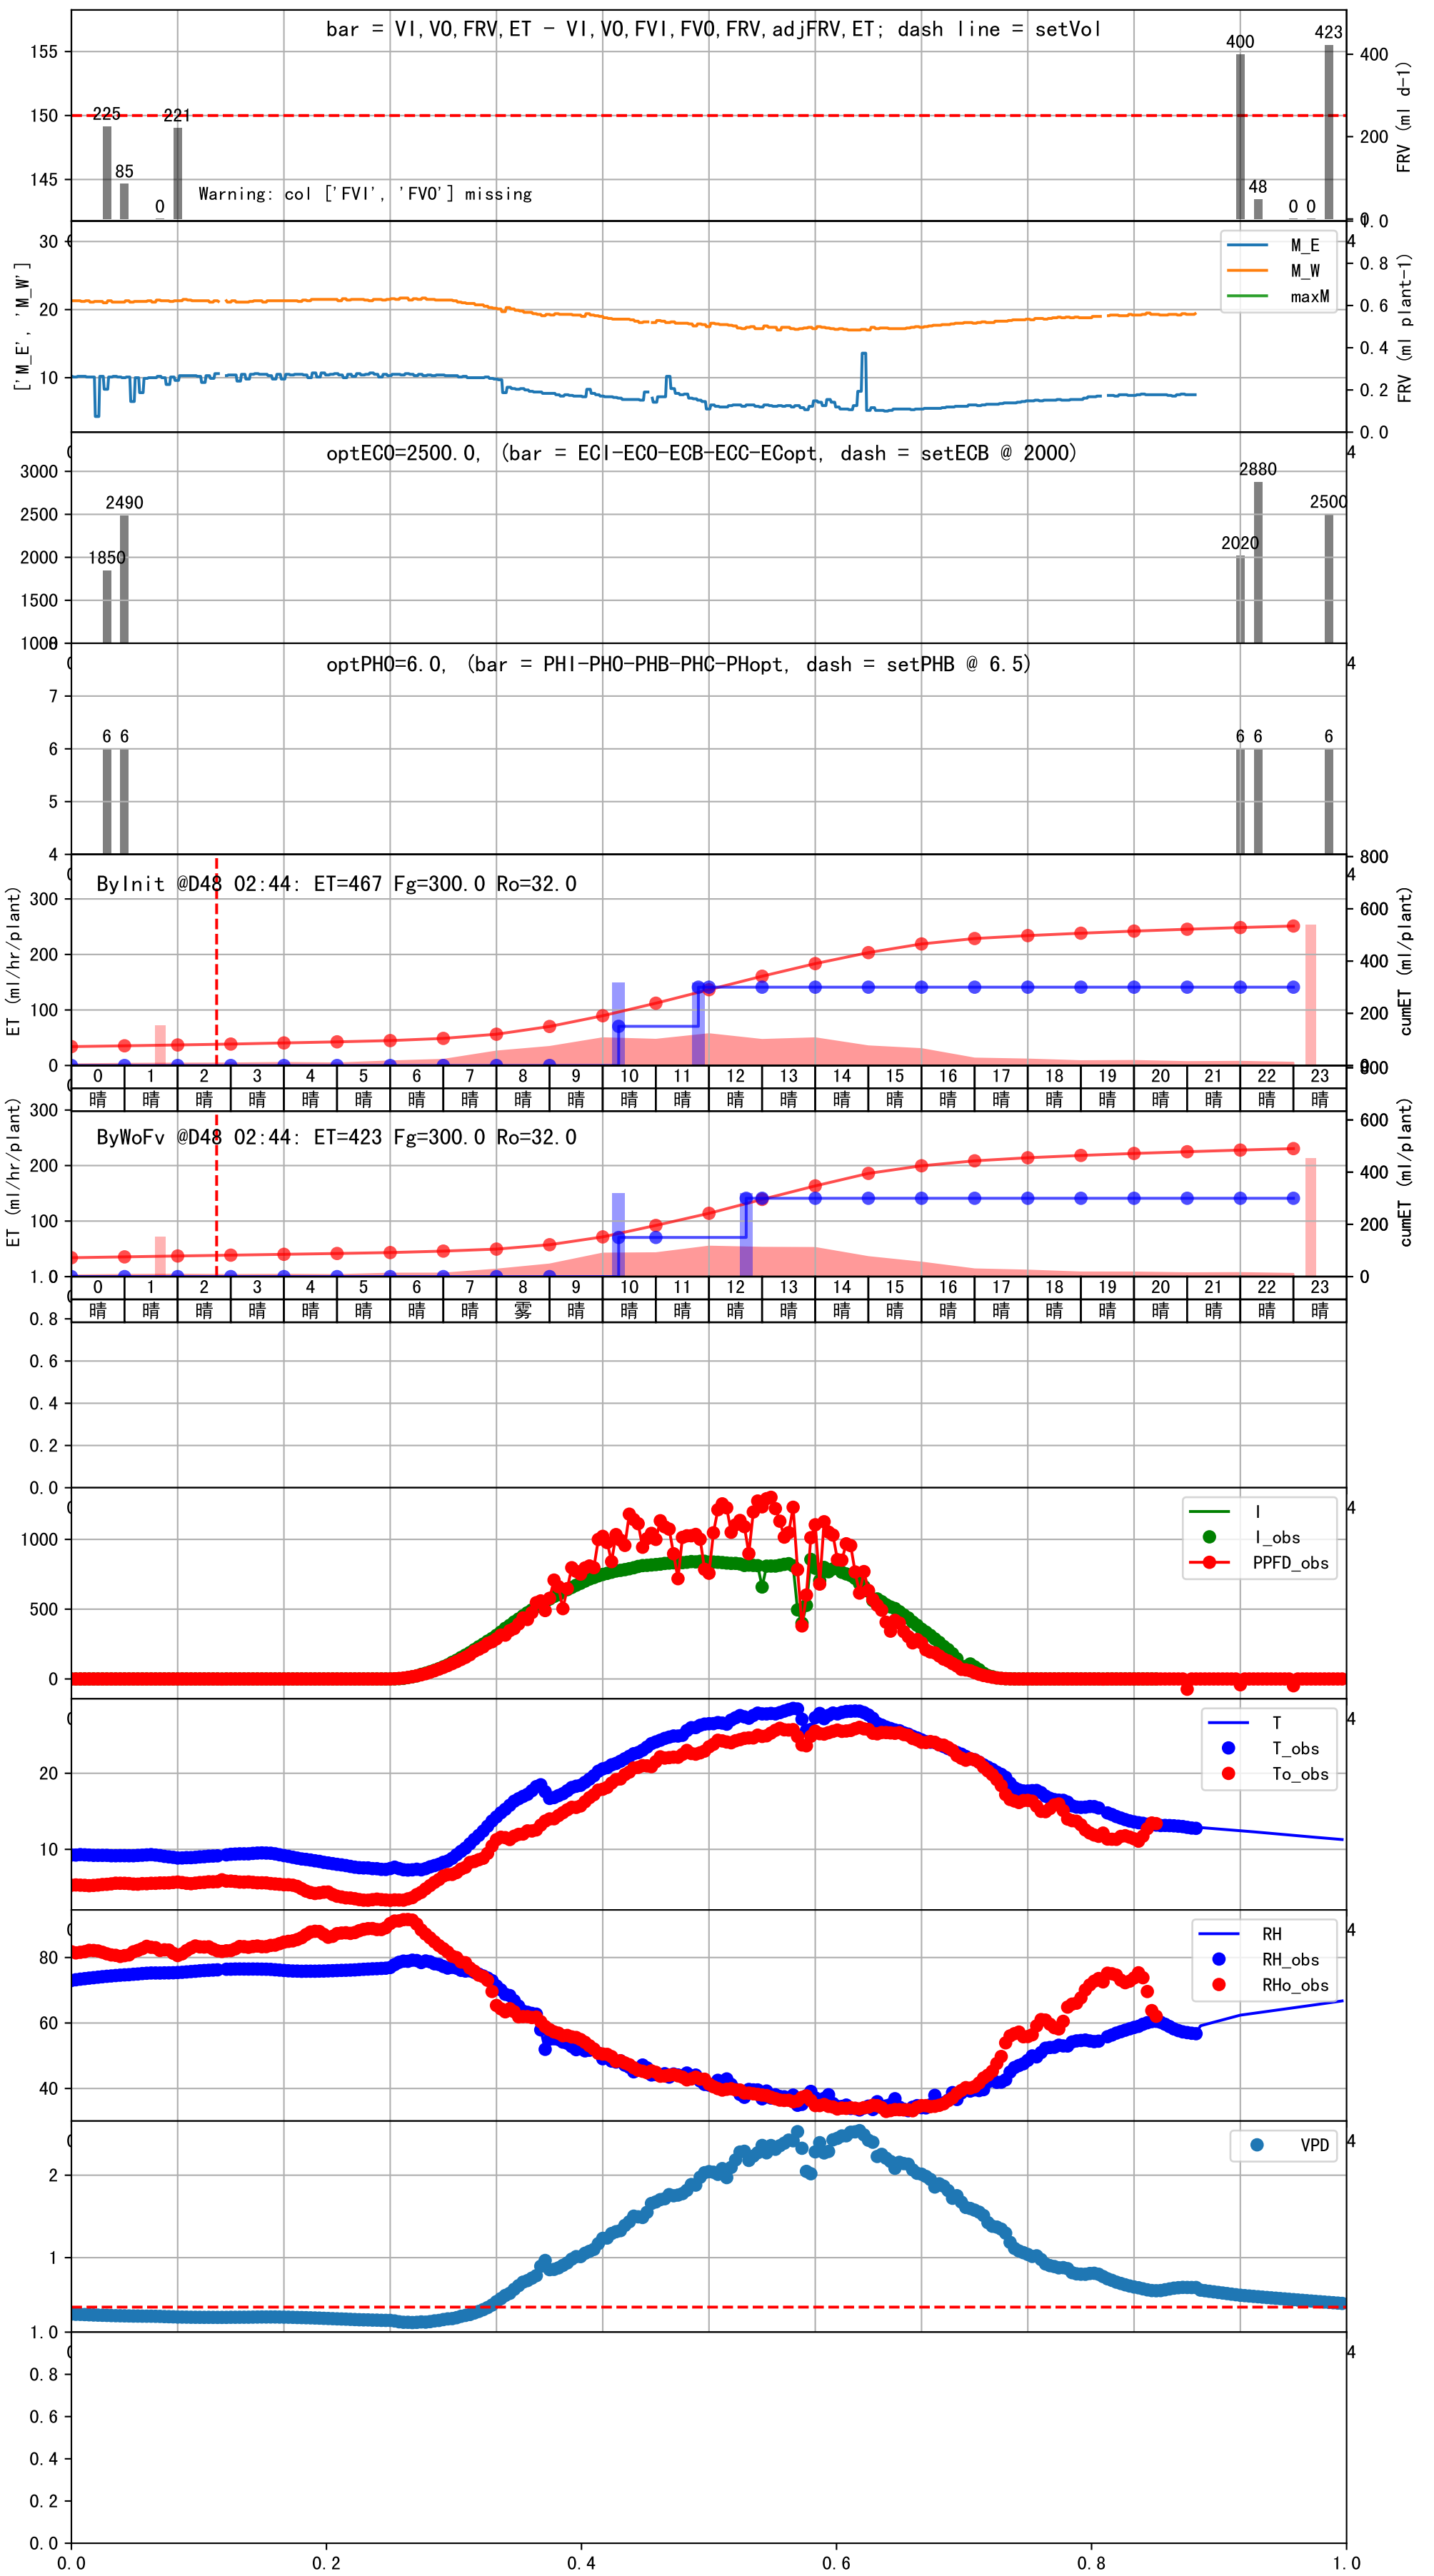 bar = VI,VO,FRV,ET - VI,VO,FVI,FVO,FRV,adjFRV,ET; dash line = setVol
155
150
145
225
85
0
221
Warning: col ['FVI', 'FVO'] missing
400
48
0 0
423
400
200
0
FRV (ml d-1)
30
20
10
['M_E', 'M_W']
M_E
M_W
maxM
1.0
0.8
0.6
0.4
0.2
0.0
FRV (ml plant-1)
4
optECO=2500.0, (bar = ECI-ECO-ECB-ECC-ECopt, dash = setECB @ 2000)
3000
2500
2000
1500
1000
1850
2490
2020
2880
2500
4
optPHO=6.0, (bar = PHI-PHO-PHB-PHC-PHopt, dash = setPHB @ 6.5)
7
6
5
4
6 6
6 6
6
4
ByInit @D48 02:44: ET=467 Fg=300.0 Ro=32.0
300
200
100
0
ET (ml/hr/plant)
800
600
400
200
0
cumET (ml/plant)
4
0 1 2 3 4 5 6 7 8 9 10 11 12 13 14 15 16 17 18 19 20 21 22 23
晴 晴 晴 晴 晴 晴 晴 晴 晴 晴 晴 晴 晴 晴 晴 晴 晴 晴 晴 晴 晴 晴 晴 晴
ByWoFv @D48 02:44: ET=423 Fg=300.0 Ro=32.0
300
200
100
ET (ml/hr/plant)
800
600
400
200
0
cumET (ml/plant)
0 1 2 3 4 5 6 7 8 9 10 11 12 13 14 15 16 17 18 19 20 21 22 23
晴 晴 晴 晴 晴 晴 晴 晴 雾 晴 晴 晴 晴 晴 晴 晴 晴 晴 晴 晴 晴 晴 晴 晴
1.0
0.8
0.6
0.4
0.2
0.0
1000
500
0
I
I_obs
PPFD_obs
4
20
10
T
T_obs
To_obs
4
80
60
40
RH
RH_obs
RHo_obs
4
2
1
VPD
4
1.0
0.8
0.6
0.4
0.2
0.0
4
0.0 0.2 0.4 0.6 0.8 1.0